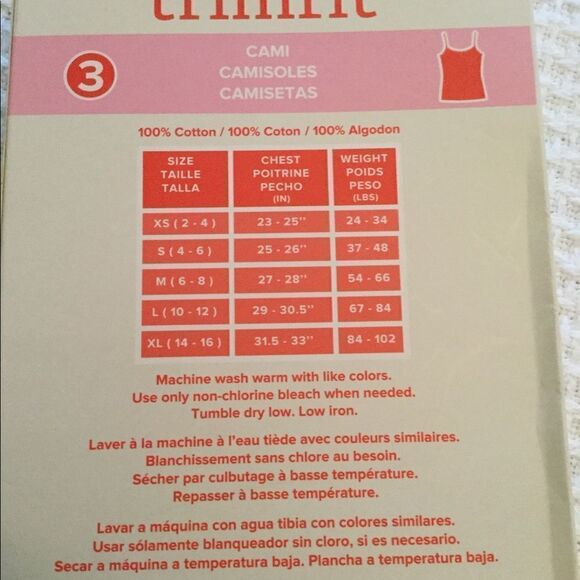 trimfit
3
CAMI
CAMISOLES
CAMISETAS
100% Cotton / 100% Coton / 100% Algodon
SIZE TAILLE TALLA | CHEST POITRINE PECHO (IN) | WEIGHT POIDS PESO (LBS)
XS ( 2 - 4 ) 23 - 25'' 24 - 34
S ( 4 - 6 ) 25 - 26'' 37 - 48
M ( 6 - 8 ) 27 - 28'' 54 - 66
L ( 10 - 12 ) 29 - 30.5'' 67 - 84
XL ( 14 - 16 ) 31.5 - 33'' 84 - 102
Machine wash warm with like colors.
Use only non-chlorine bleach when needed.
Tumble dry low. Low iron.
Laver à la machine à l'eau tiède avec couleurs similaires.
Blanchissement sans chlore au besoin.
Sécher par culbutage à basse température.
Repasser à basse température.
Lavar a máquina con agua tibia con colores similares.
Usar sólamente blanqueador sin cloro, si es necesario.
Secar a máquina a temperatura baja. Plancha a temperatura baja.